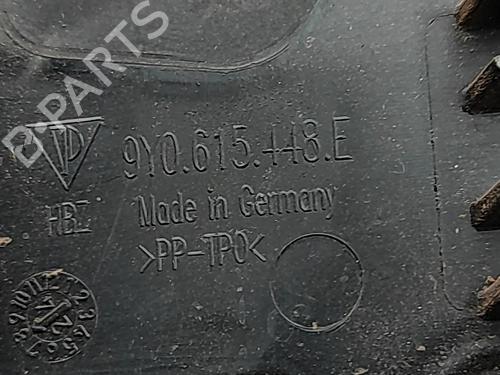 B-PARTS
9Y0.615.448.E
HBZ
Made in Germany
>PP-TPO<